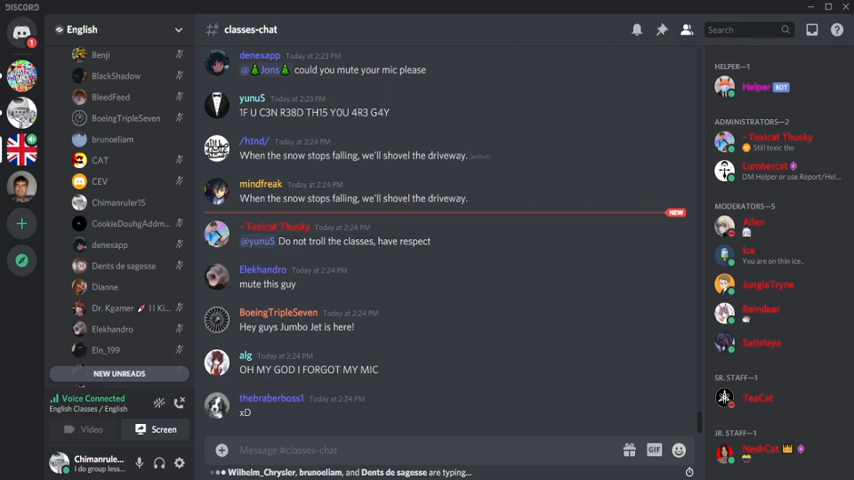 DISCORD
English
Benji
BlackShadow
BleedFeed
BoeingTripleSeven
brunoeliam
CAT
CEV
Chimanruler15
CookieDouhgAddm...
denexapp
Dents de sagesse
Dianne
Dr. Kgamer 🚀 I I Ki...
Elekhandro
Eln_199
NEW UNREADS
Voice Connected
English Classes / English
Video
Screen
Chimanru...
I do group less...
1
classes-chat
Search
denexapp Today at 2:23 PM
@🎄Jons🎄 could you mute your mic please
yunuS Today at 2:23 PM
1F U C3N R38D TH15 Y0U 4R3 G4Y
/hɪnd/ Today at 2:24 PM
When the snow stops falling, we'll shovel the driveway. (edited)
mindfreak Today at 2:24 PM
When the snow stops falling, we'll shovel the driveway.
NEW
Toxicat Thusky Today at 2:24 PM
@yunuS Do not troll the classes, have respect
Elekhandro Today at 2:24 PM
mute this guy
BoeingTripleSeven Today at 2:24 PM
Hey guys Jumbo Jet is here!
alg Today at 2:24 PM
OH MY GOD I FORGOT MY MIC
thebraberboss1 Today at 2:24 PM
xD
Message #classes-chat
GIF
Wilhelm_Chrysler, brunoeliam, and Dents de sagesse are typing...
HELPER—1
Helper BOT
ADMINISTRATORS—2
Toxicat Thusky
Still toxic tho
Lumbercat
DM Helper or use Report/Hel...
MODERATORS—5
Allen
Ice
You are on thin ice..
JungleTryne
Reindeer
Satisfaya
SR. STAFF—1
TeaCat
JR. STAFF—1
NeshCat